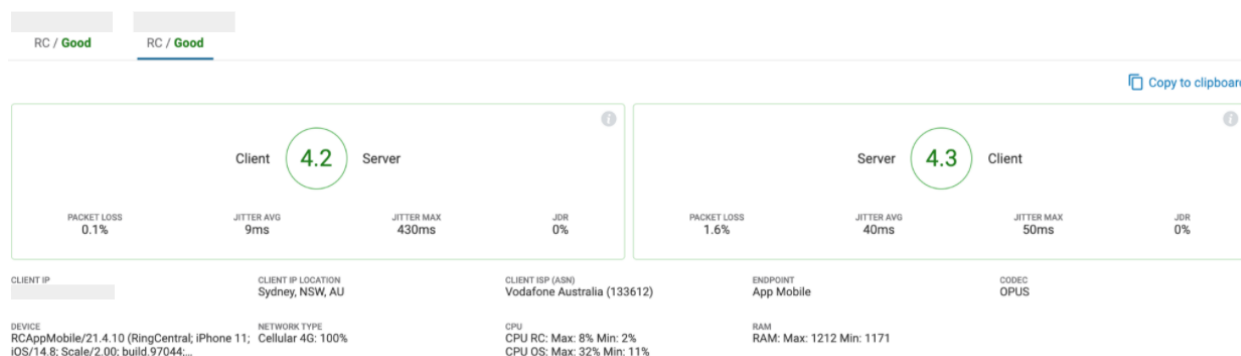 RC / Good
RC / Good
Copy to clipboard
Client 4.2 Server
PACKET LOSS JITTER AVG JITTER MAX JDR
0.1% 9ms 430ms 0%
Server 4.3 Client
PACKET LOSS JITTER AVG JITTER MAX JDR
1.6% 40ms 50ms 0%
CLIENT IP
CLIENT IP LOCATION
Sydney, NSW, AU
CLIENT ISP (ASN)
Vodafone Australia (133612)
ENDPOINT
App Mobile
CODEC
OPUS
DEVICE
RCAppMobile/21.4.10 (RingCentral; iPhone 11;
iOS/14.8; Scale/2.00; build.97044;...
NETWORK TYPE
Cellular 4G: 100%
CPU
CPU RC: Max: 8% Min: 2%
CPU OS: Max: 32% Min: 11%
RAM
RAM: Max: 1212 Min: 1171